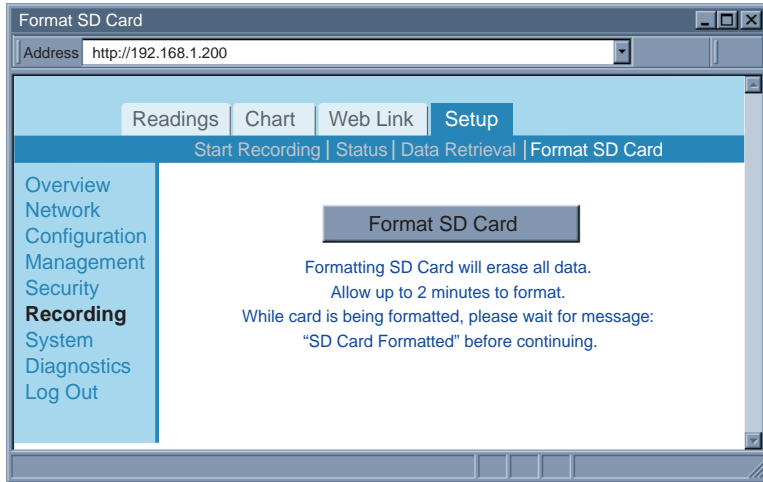 Format SD Card
Address http://192.168.1.200
Readings Chart Web Link Setup
Start Recording | Status | Data Retrieval | Format SD Card
Overview
Network
Configuration
Management
Security
Recording
System
Diagnostics
Log Out
Format SD Card
Formatting SD Card will erase all data.
Allow up to 2 minutes to format.
While card is being formatted, please wait for message:
“SD Card Formatted” before continuing.